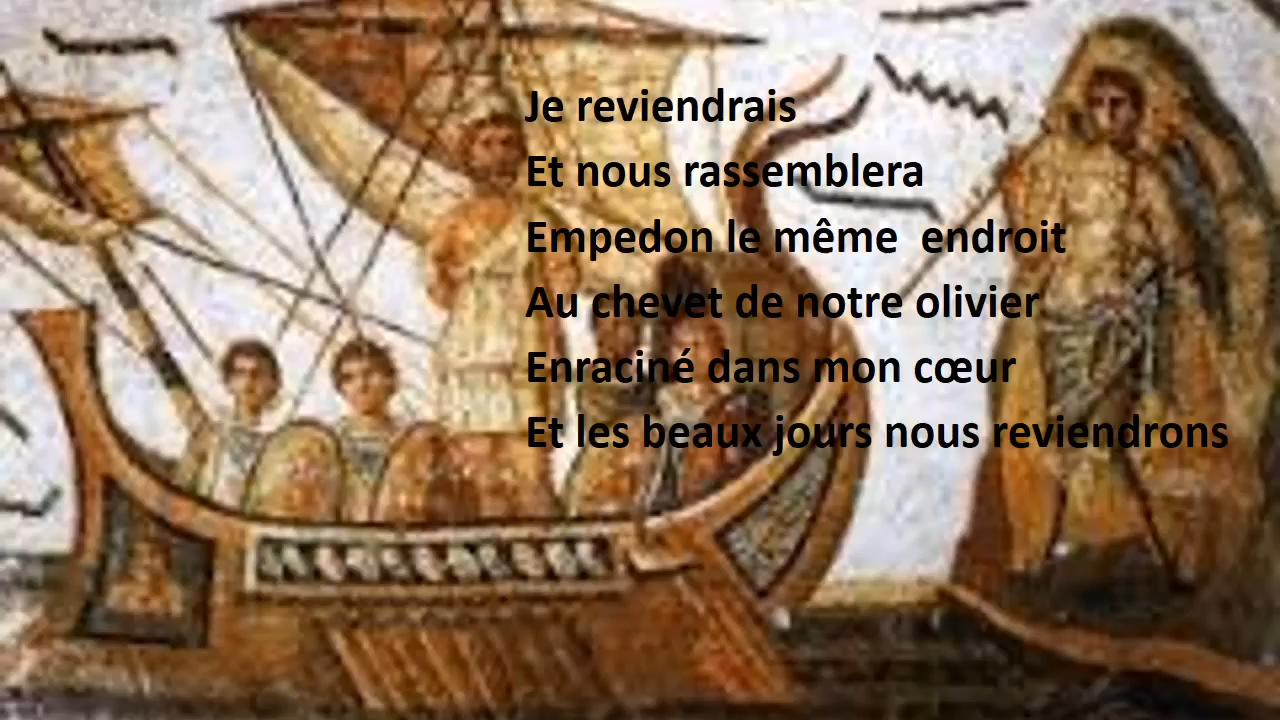 Je reviendrais
Et nous rassemblera
Empedon le même  endroit
Au chevet de notre olivier
Enraciné dans mon cœur
Et les beaux jours nous reviendrons